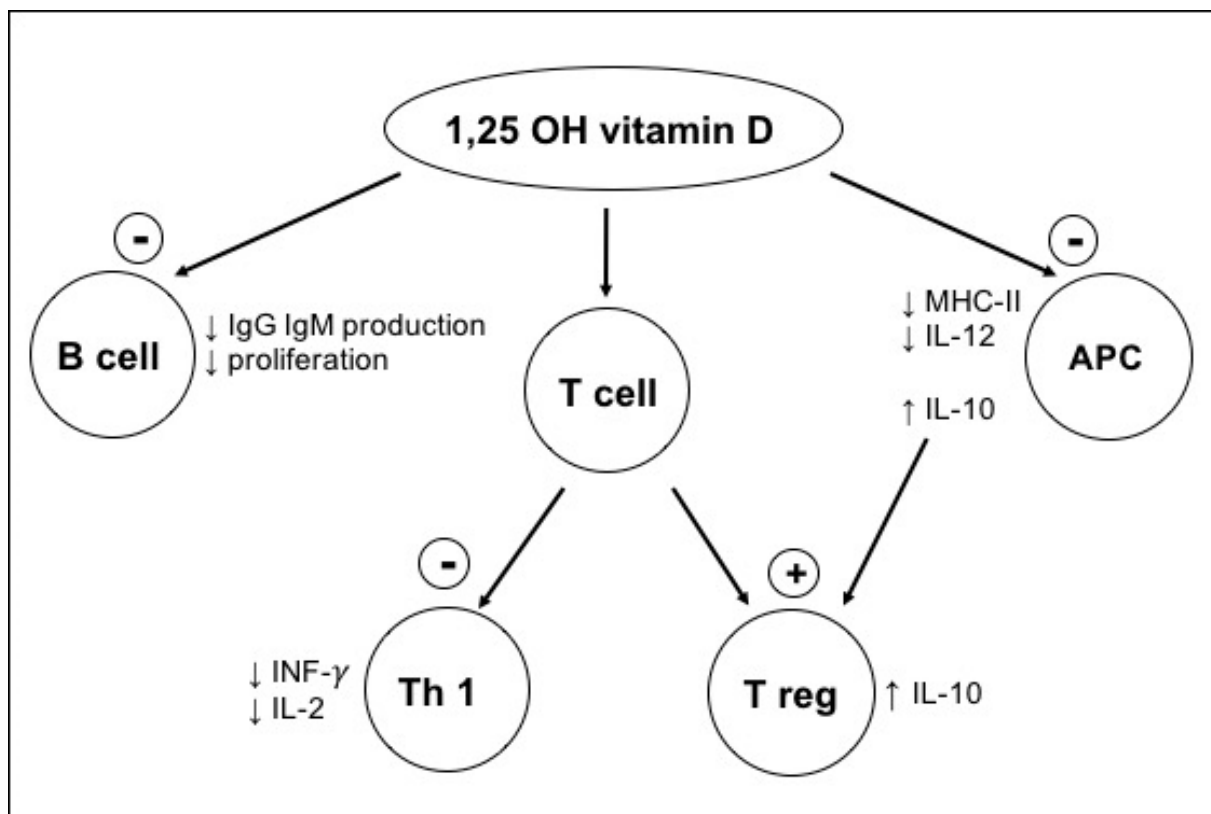 1,25 OH vitamin D
-
B cell
↓ IgG IgM production
↓ proliferation
T cell
-
↓ MHC-II
↓ IL-12
↑ IL-10
APC
-
Th 1
↓ INF-γ
↓ IL-2
+
T reg
↑ IL-10